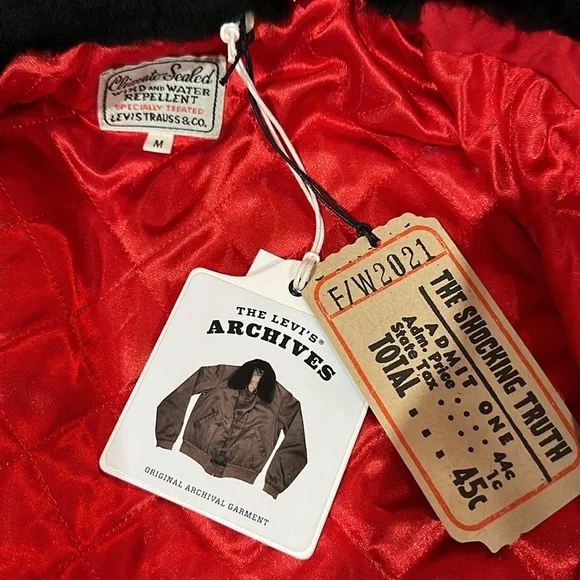 Climate Sealed
WIND AND WATER
REPELLENT
SPECIALLY TREATED
LEVI STRAUSS & CO.
M
THE LEVI'S®
ARCHIVES
ORIGINAL ARCHIVAL GARMENT
F/W2021
THE SHOCKING TRUTH
ADMIT ONE
Adm. Price 44c
State Tax 1c
TOTAL 45c